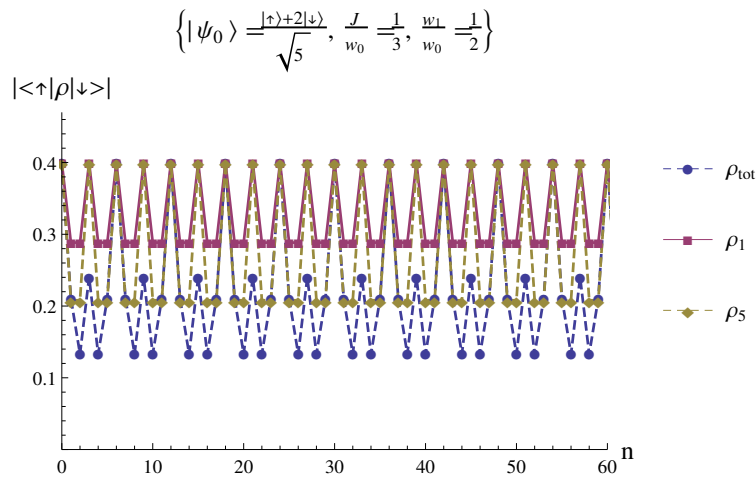 {|ψ₀⟩ = (|↑⟩+2|↓⟩)/√5, J/w₀ = 1/3, w₁/w₀ = 1/2}
|<↑|ρ|↓>|
0.4
0.3
0.2
0.1
0 10 20 30 40 50 60
n
ρtot
ρ₁
ρ₅